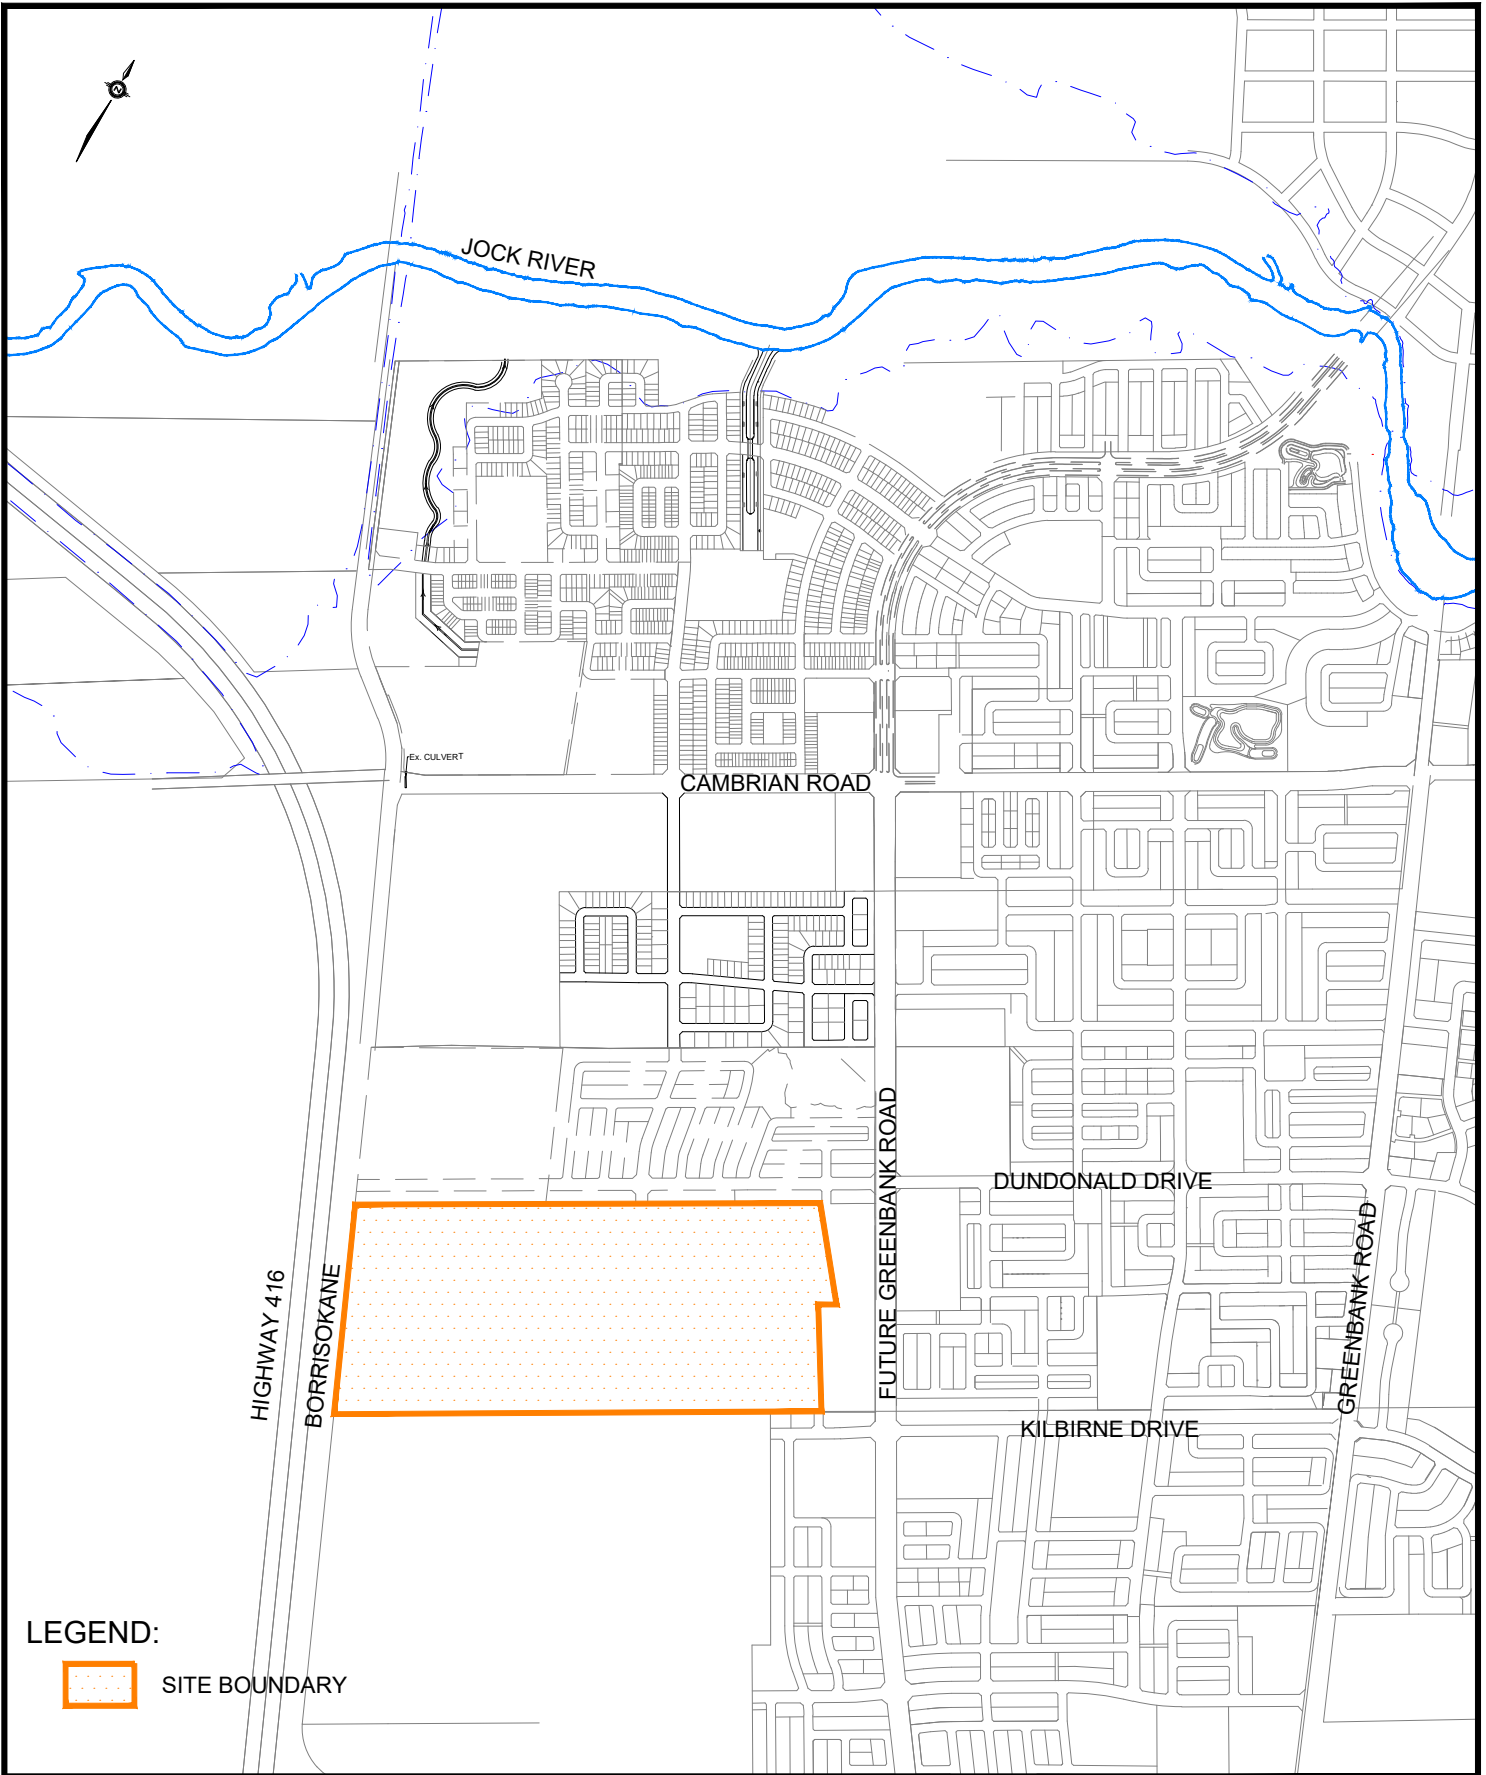 N
JOCK RIVER
Ex. CULVERT
CAMBRIAN ROAD
FUTURE GREENBANK ROAD
DUNDONALD DRIVE
GREENBANK ROAD
HIGHWAY 416
BORRISOKANE
KILBIRNE DRIVE
LEGEND:
SITE BOUNDARY